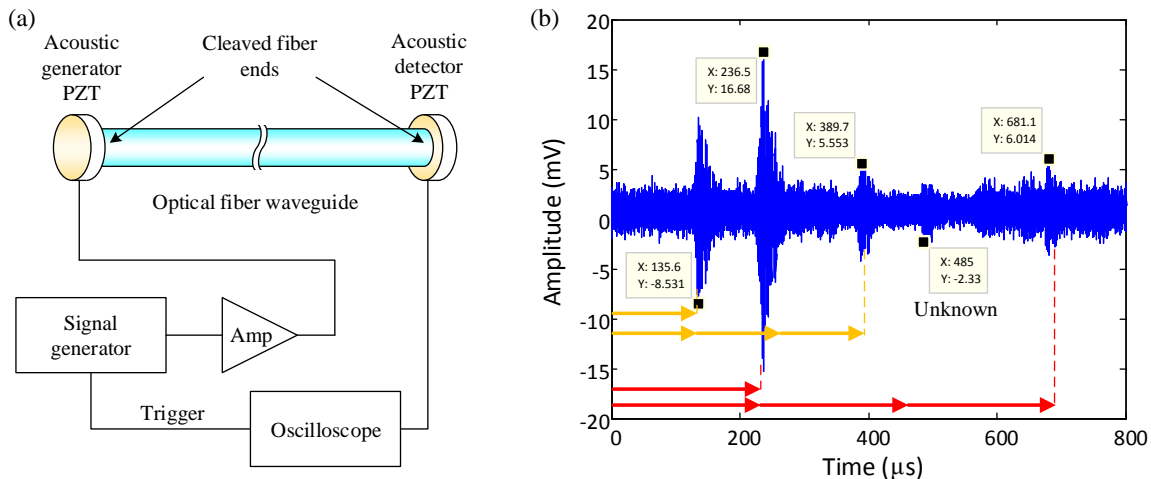 (a)
Acoustic
generator
PZT
Cleaved fiber
ends
Acoustic
detector
PZT
Optical fiber waveguide
Signal
generator
Amp
Trigger
Oscilloscope
(b)
Amplitude (mV)
20
15
10
5
0
-5
-10
-15
-20
X: 236.5
Y: 16.68
X: 389.7
Y: 5.553
X: 681.1
Y: 6.014
X: 135.6
Y: -8.531
X: 485
Y: -2.33
Unknown
0
200
400
600
800
Time (μs)